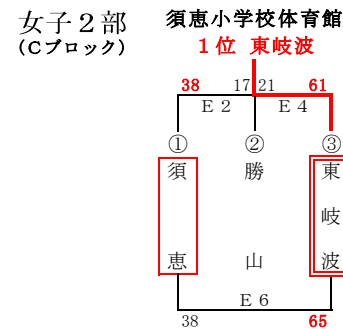 女子２部 須恵小学校体育館
（Cブロック） １位 東岐波
38 17 21 61
E２ E４
① ② ③
須恵 勝山 東岐波
E６
38 65